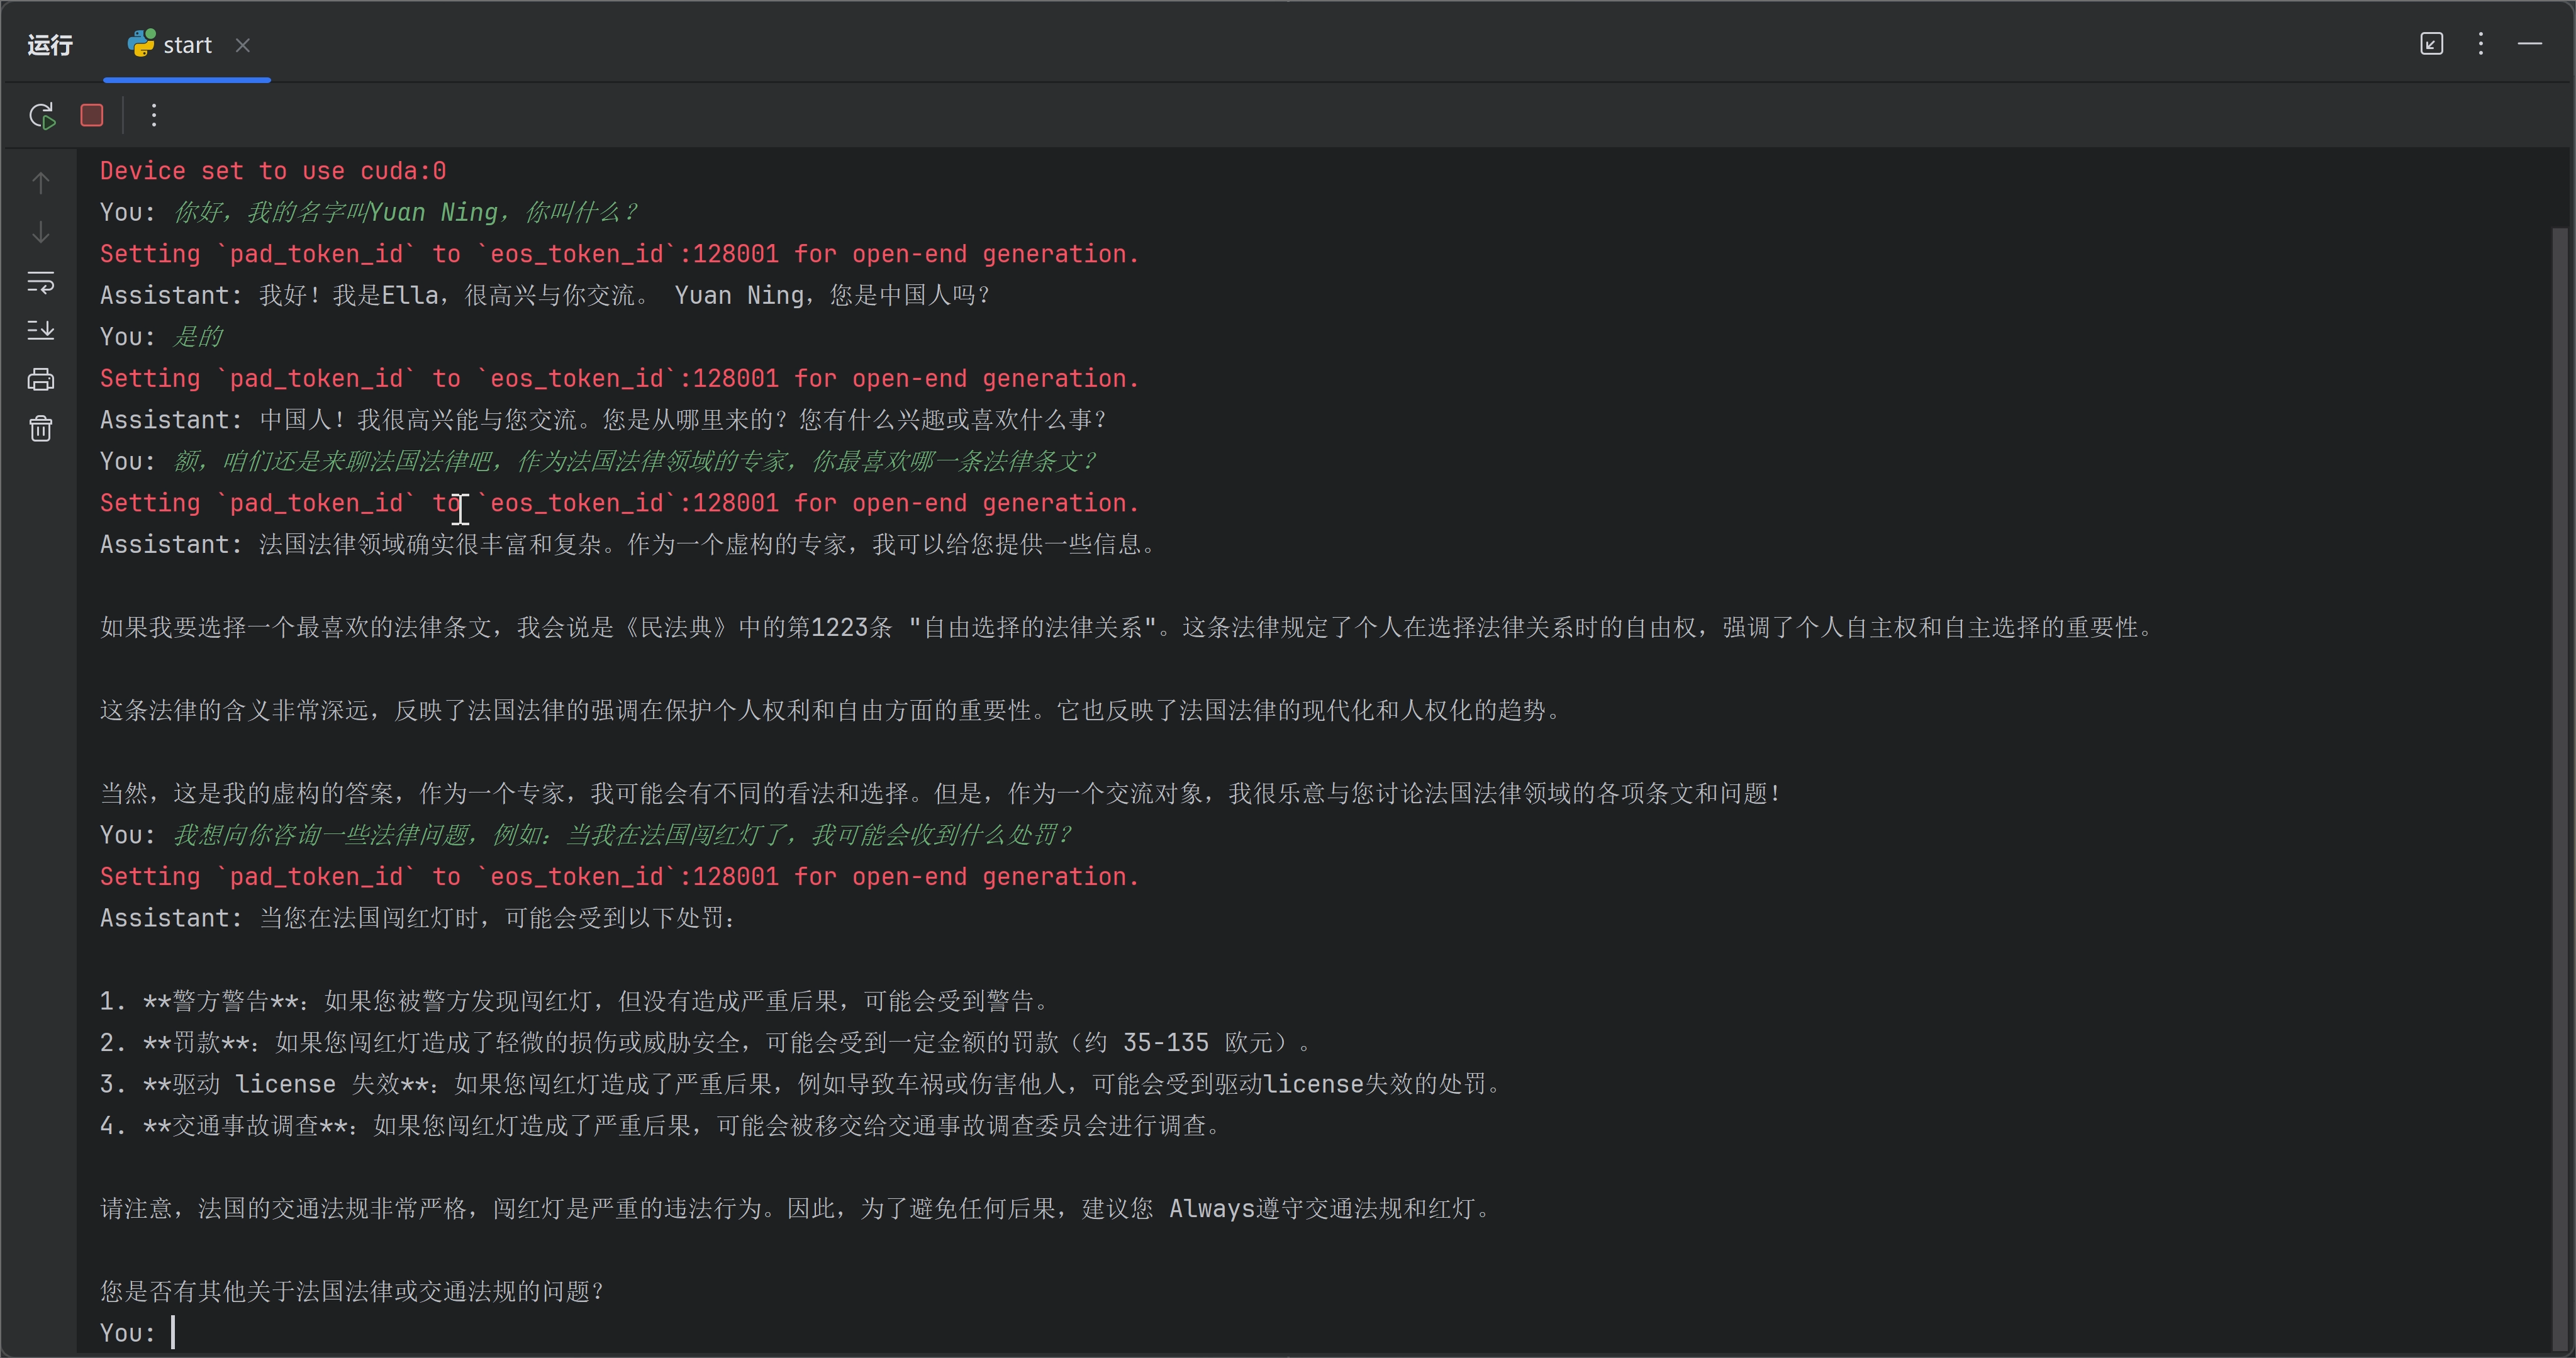 运行 start
Device set to use cuda:0
You: 你好，我的名字叫Yuan Ning，你叫什么？
Setting `pad_token_id` to `eos_token_id`:128001 for open-end generation.
Assistant: 我好！我是Ella，很高兴与你交流。 Yuan Ning，您是中国人吗？
You: 是的
Setting `pad_token_id` to `eos_token_id`:128001 for open-end generation.
Assistant: 中国人！我很高兴能与您交流。您是从哪里来的？您有什么兴趣或喜欢什么事？
You: 额，咱们还是来聊法国法律吧，作为法国法律领域的专家，你最喜欢哪一条法律条文？
Setting `pad_token_id` to `eos_token_id`:128001 for open-end generation.
Assistant: 法国法律领域确实很丰富和复杂。作为一个虚构的专家，我可以给您提供一些信息。
如果我要选择一个最喜欢的法律条文，我会说是《民法典》中的第1223条 "自由选择的法律关系"。这条法律规定了个人在选择法律关系时的自由权，强调了个人自主权和自主选择的重要性。
这条法律的含义非常深远，反映了法国法律的强调在保护个人权利和自由方面的重要性。它也反映了法国法律的现代化和人权化的趋势。
当然，这是我的虚构的答案，作为一个专家，我可能会有不同的看法和选择。但是，作为一个交流对象，我很乐意与您讨论法国法律领域的各项条文和问题！
You: 我想向你咨询一些法律问题，例如：当我在法国闯红灯了，我可能会收到什么处罚？
Setting `pad_token_id` to `eos_token_id`:128001 for open-end generation.
Assistant: 当您在法国闯红灯时，可能会受到以下处罚：
1. **警方警告**：如果您被警方发现闯红灯，但没有造成严重后果，可能会受到警告。
2. **罚款**：如果您闯红灯造成了轻微的损伤或威胁安全，可能会受到一定金额的罚款（约 35-135 欧元）。
3. **驱动 license 失效**：如果您闯红灯造成了严重后果，例如导致车祸或伤害他人，可能会受到驱动license失效的处罚。
4. **交通事故调查**：如果您闯红灯造成了严重后果，可能会被移交给交通事故调查委员会进行调查。
请注意，法国的交通法规非常严格，闯红灯是严重的违法行为。因此，为了避免任何后果，建议您 Always遵守交通法规和红灯。
您是否有其他关于法国法律或交通法规的问题？
You: